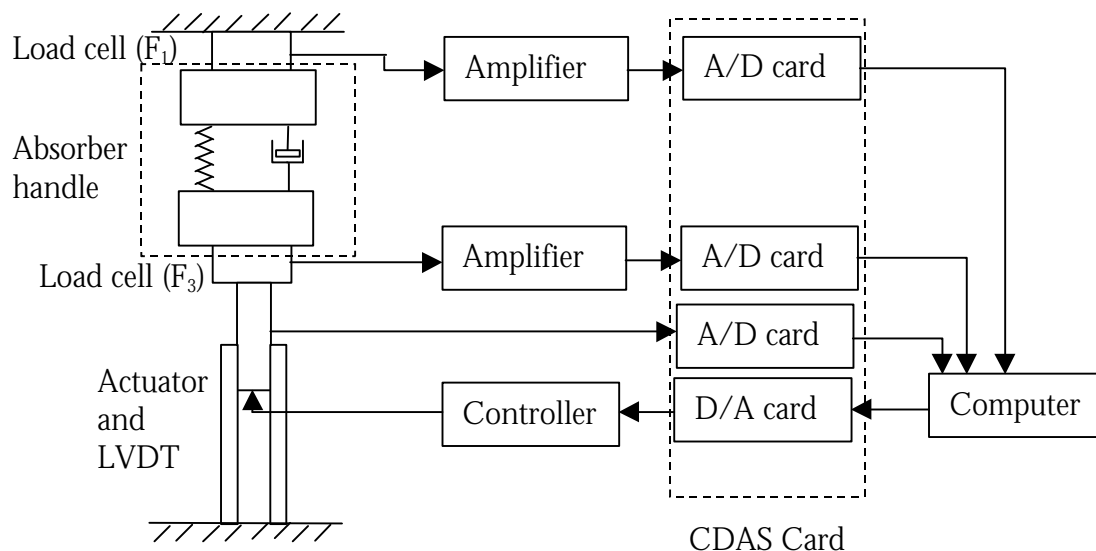 Load cell (F₁)
Amplifier
A/D card
Absorber
handle
Amplifier
A/D card
Load cell (F₃)
A/D card
Actuator
and
LVDT
Controller
D/A card
Computer
CDAS Card